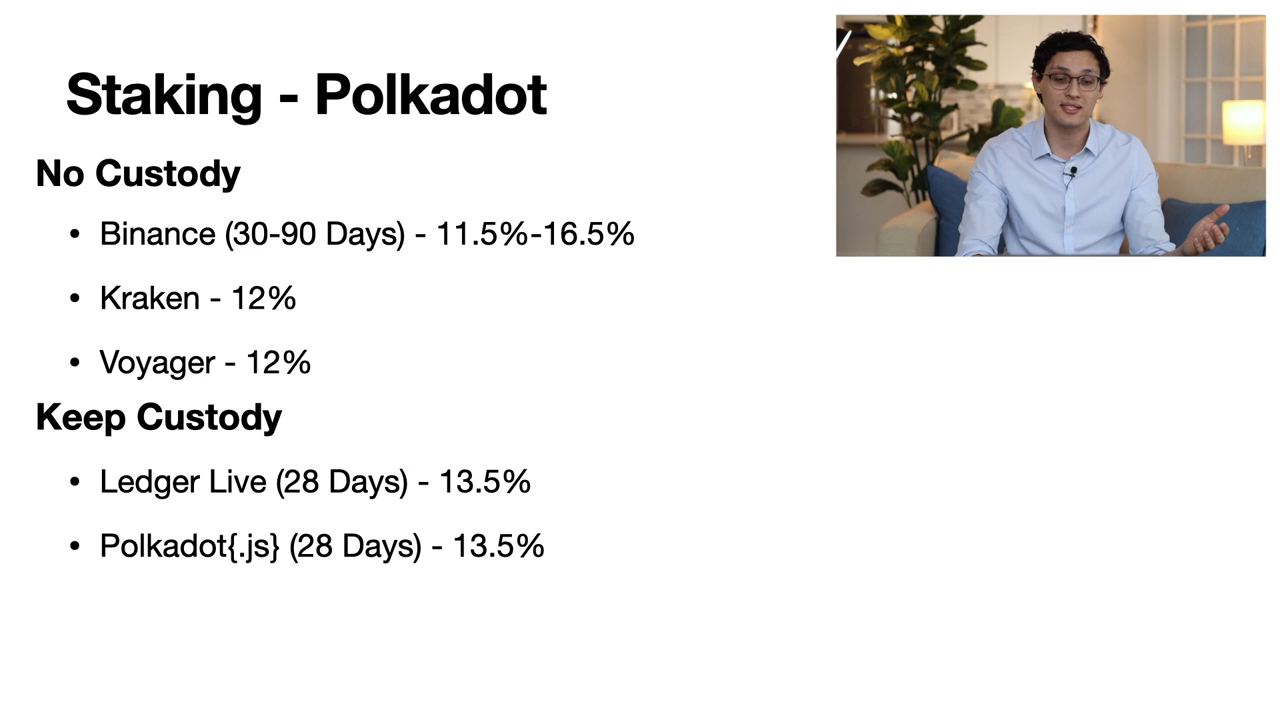 Staking - Polkadot
No Custody
• Binance (30-90 Days) - 11.5%-16.5%
• Kraken - 12%
• Voyager - 12%
Keep Custody
• Ledger Live (28 Days) - 13.5%
• Polkadot{.js} (28 Days) - 13.5%